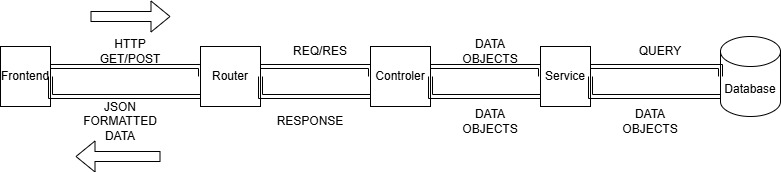 HTTP
GET/POST
REQ/RES
DATA
OBJECTS
QUERY
Frontend
Router
Controler
Service
Database
JSON
FORMATTED
DATA
RESPONSE
DATA
OBJECTS
DATA
OBJECTS